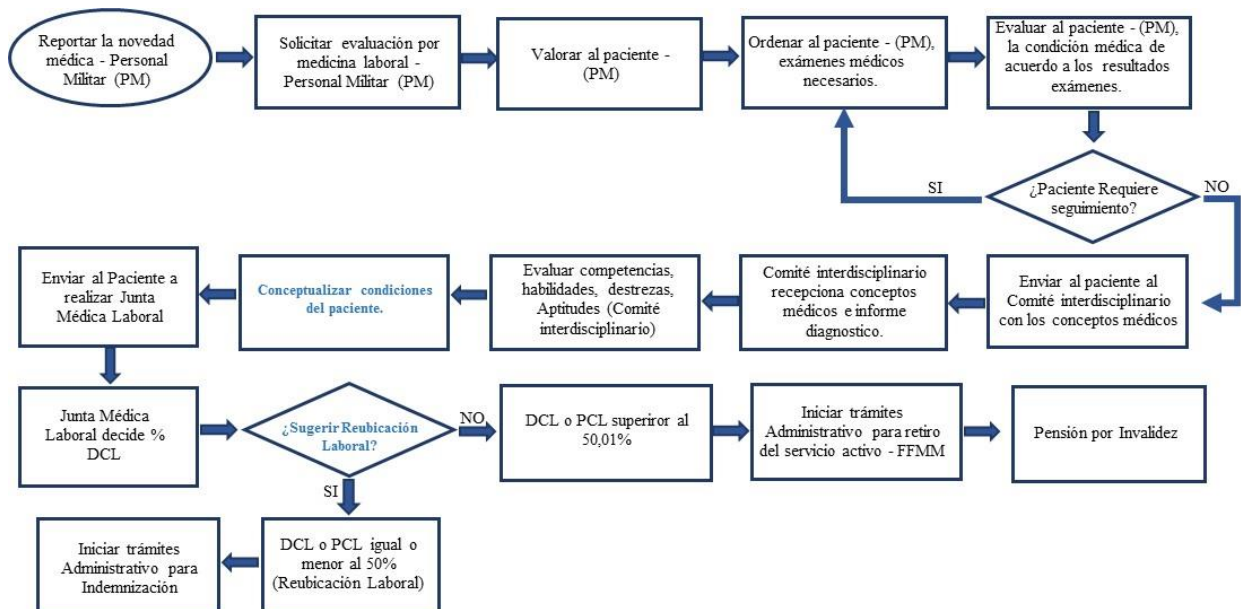 Reportar la novedad
médica - Personal
Militar (PM)
Solicitar evaluación por
medicina laboral -
Personal Militar (PM)
Valorar al paciente -
(PM)
Ordenar al paciente - (PM),
exámenes médicos
necesarios.
Evaluar al paciente - (PM),
la condición médica de
acuerdo a los resultados
exámenes.
¿Paciente Requiere
seguimiento?
SI
NO
Enviar al paciente al
Comité interdisciplinario
con los conceptos médicos
Comité interdisciplinario
recepciona conceptos
médicos e informe
diagnostico.
Evaluar competencias,
habilidades, destrezas,
Aptitudes (Comité
interdisciplinario)
Conceptualizar condiciones
del paciente.
Enviar al Paciente a
realizar Junta
Médica Laboral
Junta Médica
Laboral decide %
DCL
¿Sugerir Reubicación
Laboral?
NO
DCL o PCL superiror al
50,01%
Iniciar trámites
Administrativo para retiro
del servicio activo - FFMM
Pensión por Invalidez
SI
DCL o PCL igual o
menor al 50%
(Reubicación Laboral)
Iniciar trámites
Administrativo para
Indemnización